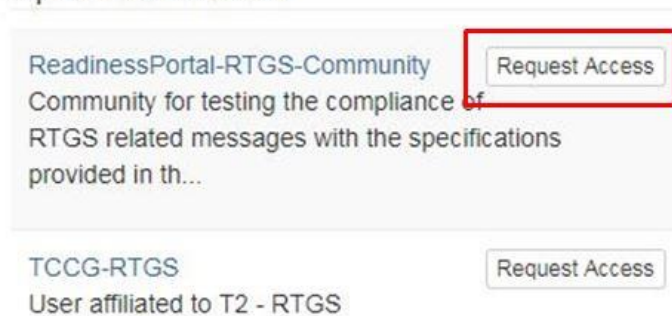 ReadinessPortal-RTGS-Community
Request Access
Community for testing the compliance of
RTGS related messages with the specifications
provided in th...
TCCG-RTGS
Request Access
User affiliated to T2 - RTGS